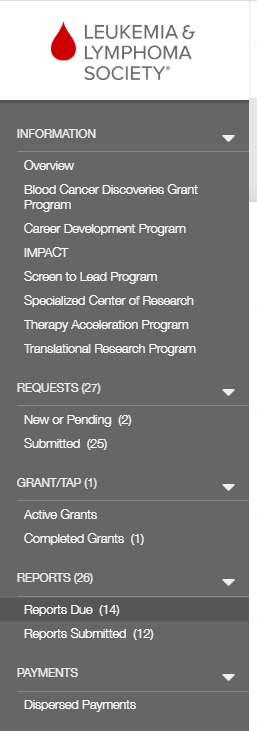 LEUKEMIA &
LYMPHOMA
SOCIETY®
INFORMATION
Overview
Blood Cancer Discoveries Grant
Program
Career Development Program
IMPACT
Screen to Lead Program
Specialized Center of Research
Therapy Acceleration Program
Translational Research Program
REQUESTS (27)
New or Pending (2)
Submitted (25)
GRANT/TAP (1)
Active Grants
Completed Grants (1)
REPORTS (26)
Reports Due (14)
Reports Submitted (12)
PAYMENTS
Dispersed Payments